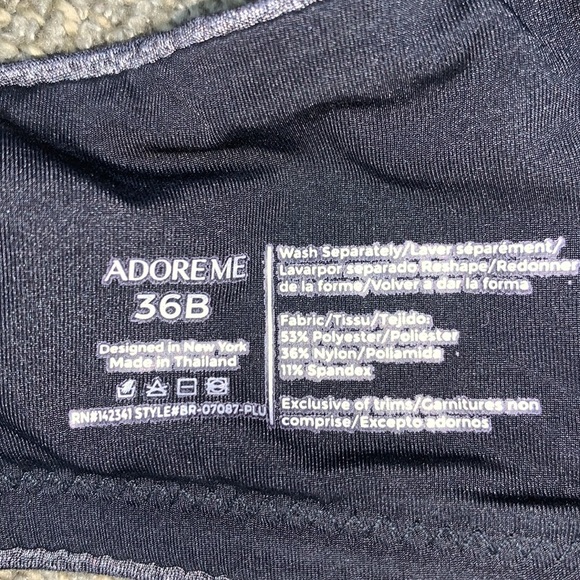 ADOREME
36B
Designed in New York
Made in Thailand
RN#142341 STYLE#BR-07087-PLU
Wash Separately/Laver séparément/
Lavarpor separado Reshape/Redonner
de la forme/Volver a dar la forma
Fabric/Tissu/Tejido
53% Polyester/Poliéster
36% Nylon/Poliamida
11% Spandex
Exclusive of trims/Garnitures non
comprise/Excepto adornos